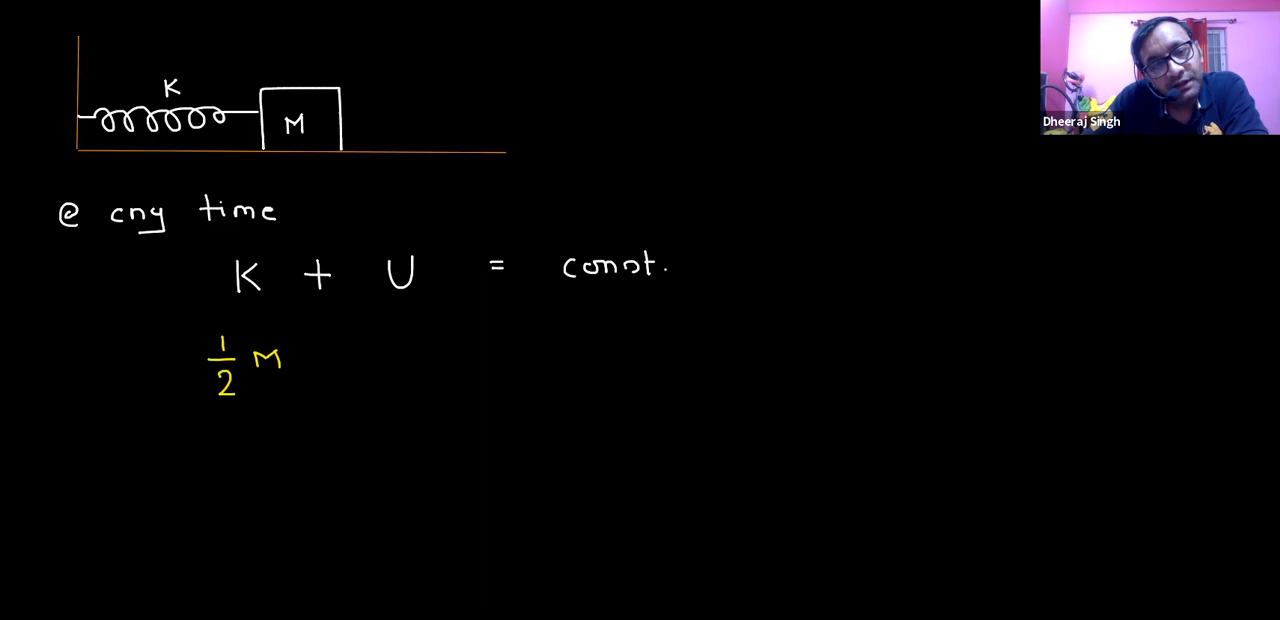 K
M
Dheeraj Singh
@ any time
K + U = const.
1/2 M